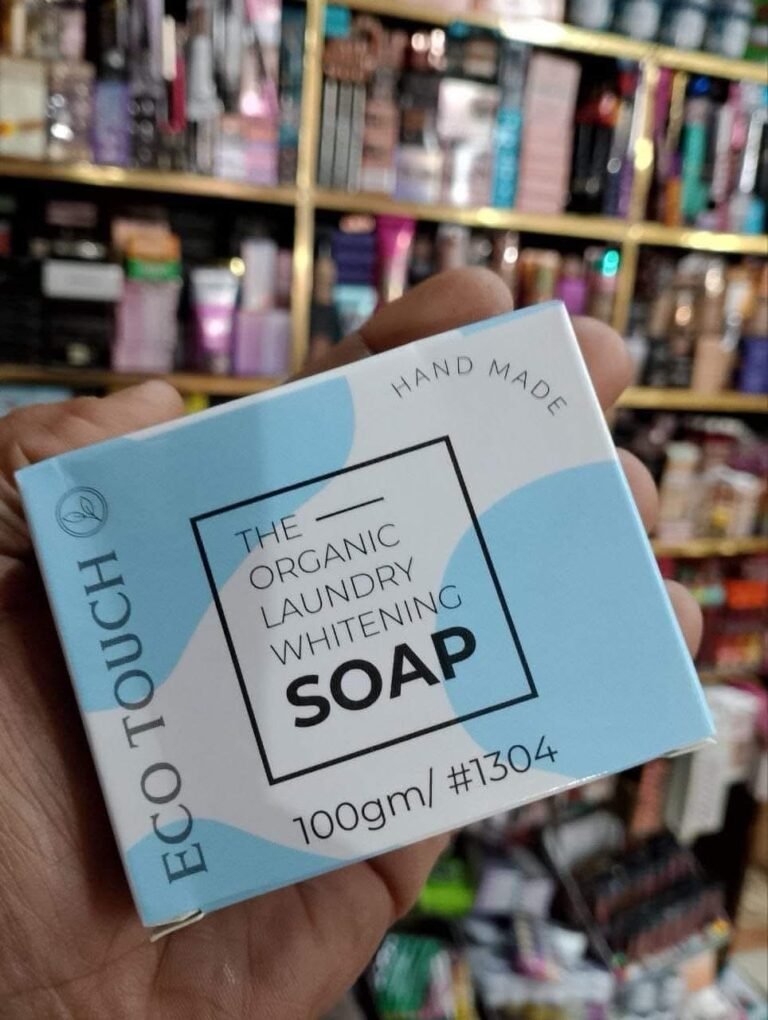 HAND MADE
ECO TOUCH
THE
ORGANIC
LAUNDRY
WHITENING
SOAP
100gm/ #1304